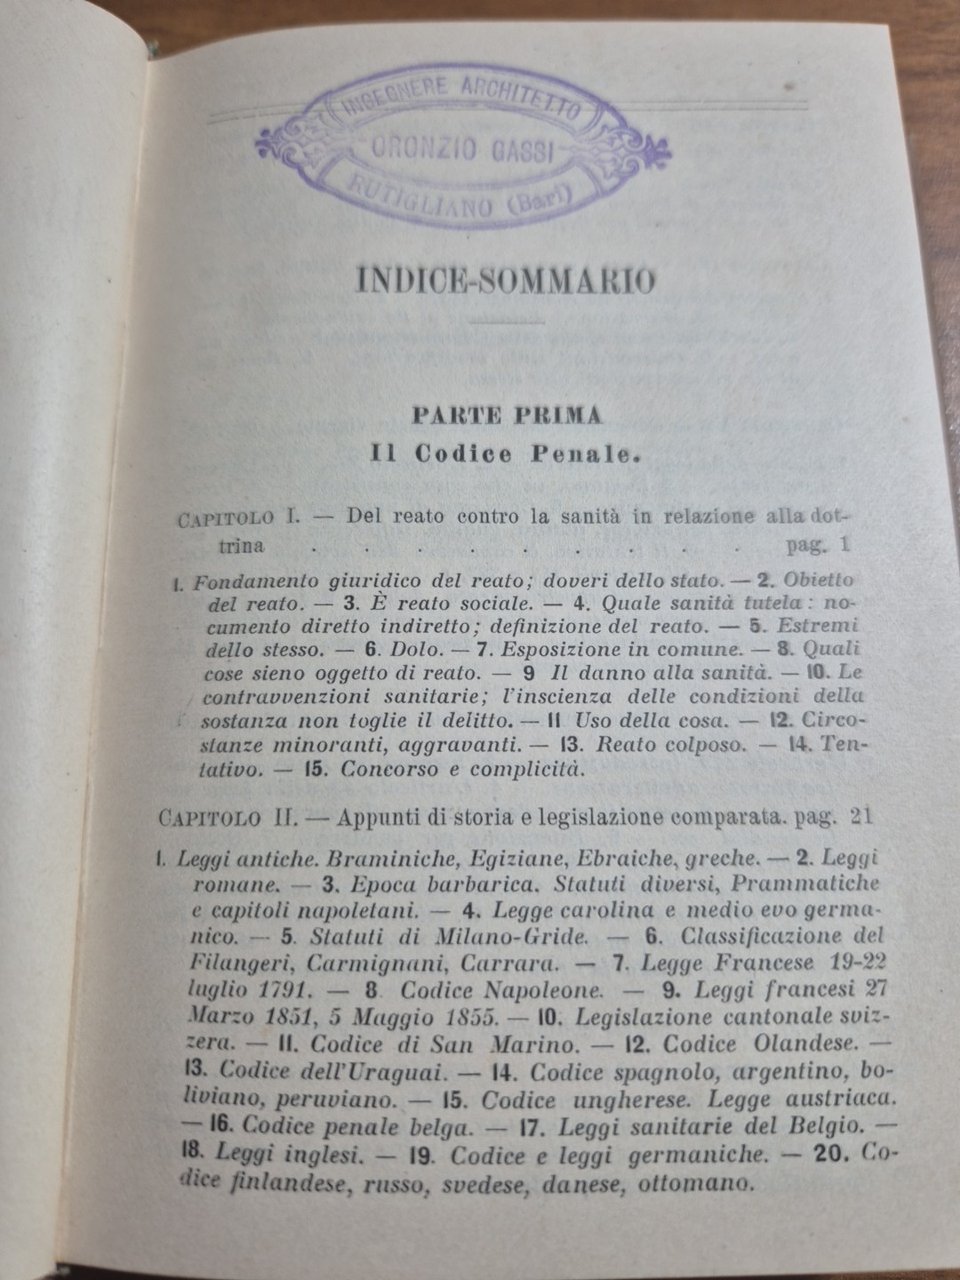 INGEGNERE ARCHITETTO
ORONZIO GASSI
RUTIGLIANO (Bari)
INDICE-SOMMARIO
PARTE PRIMA
Il Codice Penale.
CAPITOLO I. — Del reato contro la sanità in relazione alla dot-
trina . . . . . . . . . pag. 1
1. Fondamento giuridico del reato; doveri dello stato. — 2. Obietto
del reato. — 3. È reato sociale. — 4. Quale sanità tutela: no-
cumento diretto indiretto; definizione del reato. — 5. Estremi
dello stesso. — 6. Dolo. — 7. Esposizione in comune. — 8. Quali
cose sieno oggetto di reato. — 9 Il danno alla sanità. — 10. Le
contravvenzioni sanitarie; l'inscienza delle condizioni della
sostanza non toglie il delitto. — 11 Uso della cosa. — 12. Circo-
stanze minoranti, aggravanti. — 13. Reato colposo. — 14. Ten-
tativo. — 15. Concorso e complicità.
CAPITOLO II. — Appunti di storia e legislazione comparata. pag. 21
1. Leggi antiche. Braminiche, Egiziane, Ebraiche, greche. — 2. Leggi
romane. — 3. Epoca barbarica. Statuti diversi, Prammatiche
e capitoli napoletani. — 4. Legge carolina e medio evo germa-
nico. — 5. Statuti di Milano-Gride. — 6. Classificazione del
Filangeri, Carmignani, Carrara. — 7. Legge Francese 19-22
luglio 1791. — 8. Codice Napoleone. — 9. Leggi francesi 27
Marzo 1851, 5 Maggio 1855. — 10. Legislazione cantonale sviz-
zera. — 11. Codice di San Marino. — 12. Codice Olandese. —
13. Codice dell'Uraguai. — 14. Codice spagnolo, argentino, bo-
liviano, peruviano. — 15. Codice ungherese. Legge austriaca.
— 16. Codice penale belga. — 17. Leggi sanitarie del Belgio. —
18. Leggi inglesi. — 19. Codice e leggi germaniche. — 20. Co-
dice finlandese, russo, svedese, danese, ottomano.